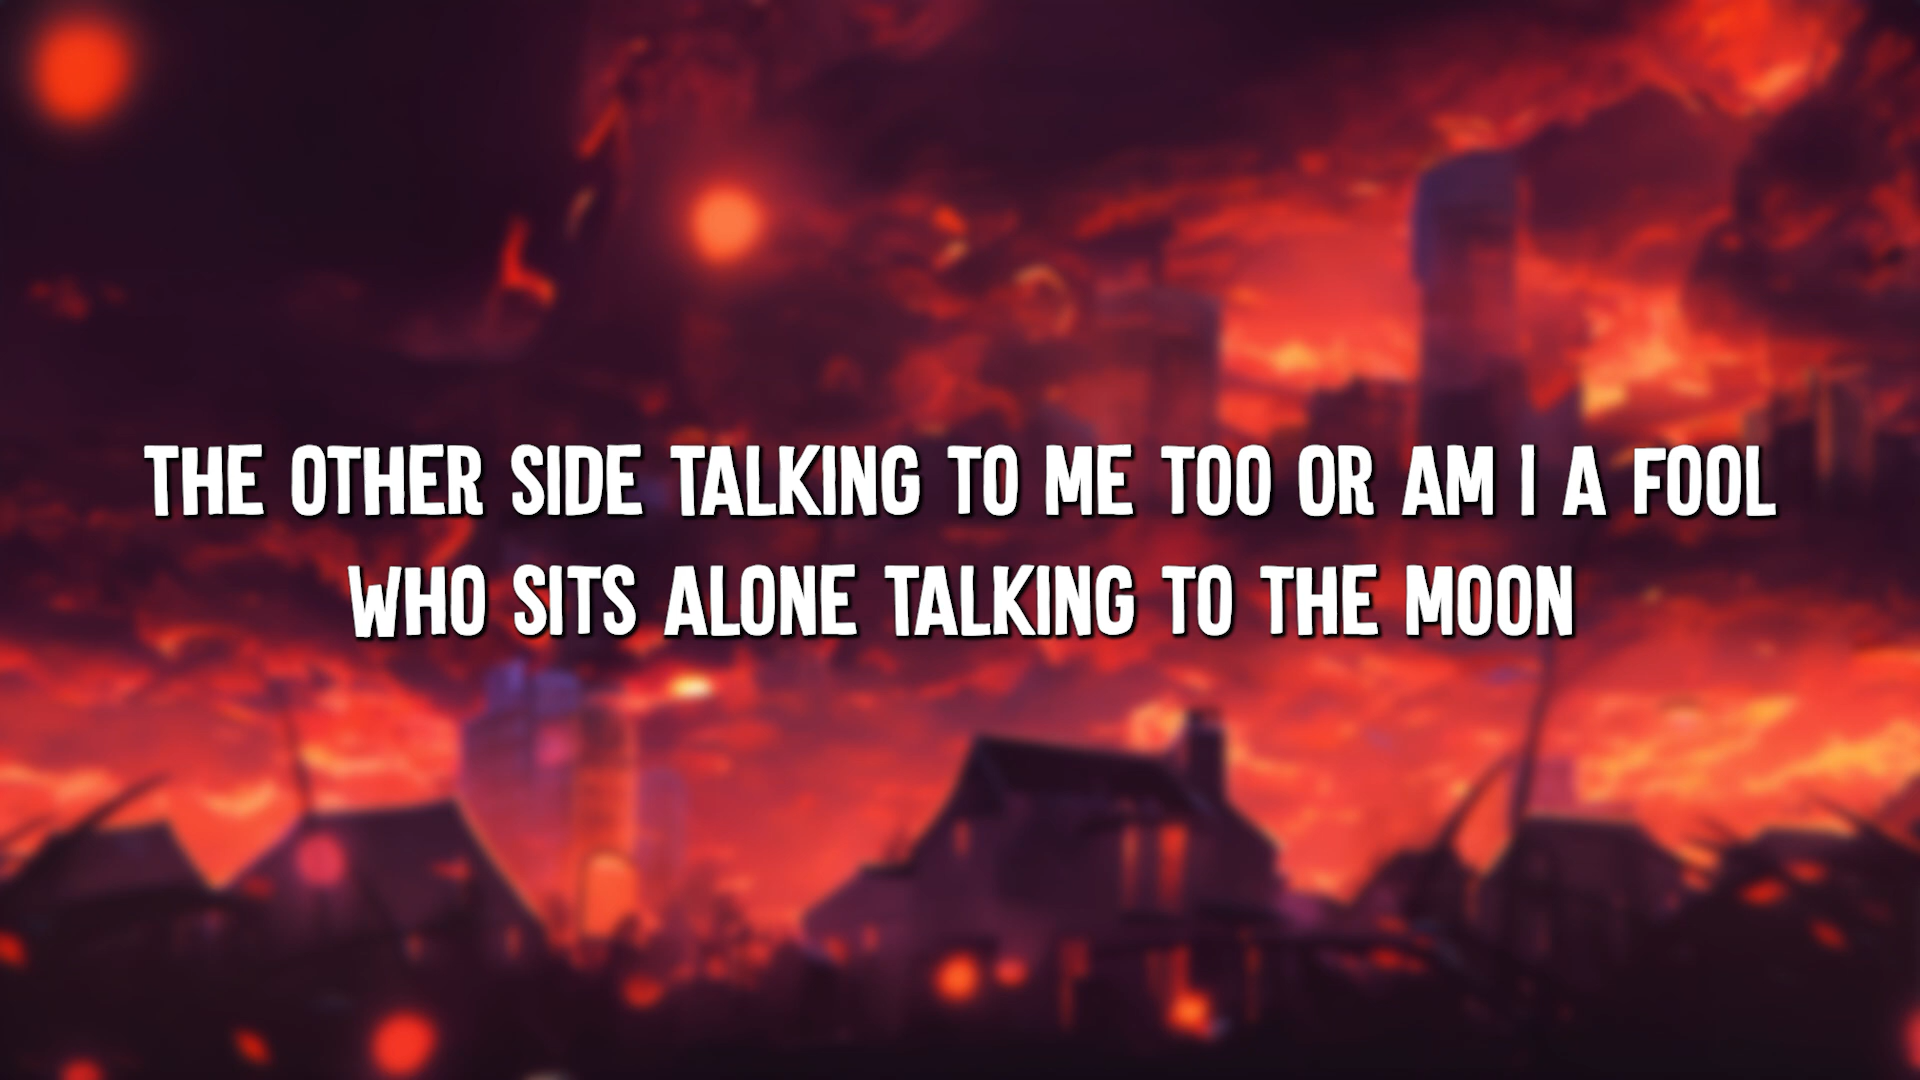 THE OTHER SIDE TALKING TO ME TOO OR AM I A FOOL
WHO SITS ALONE TALKING TO THE MOON